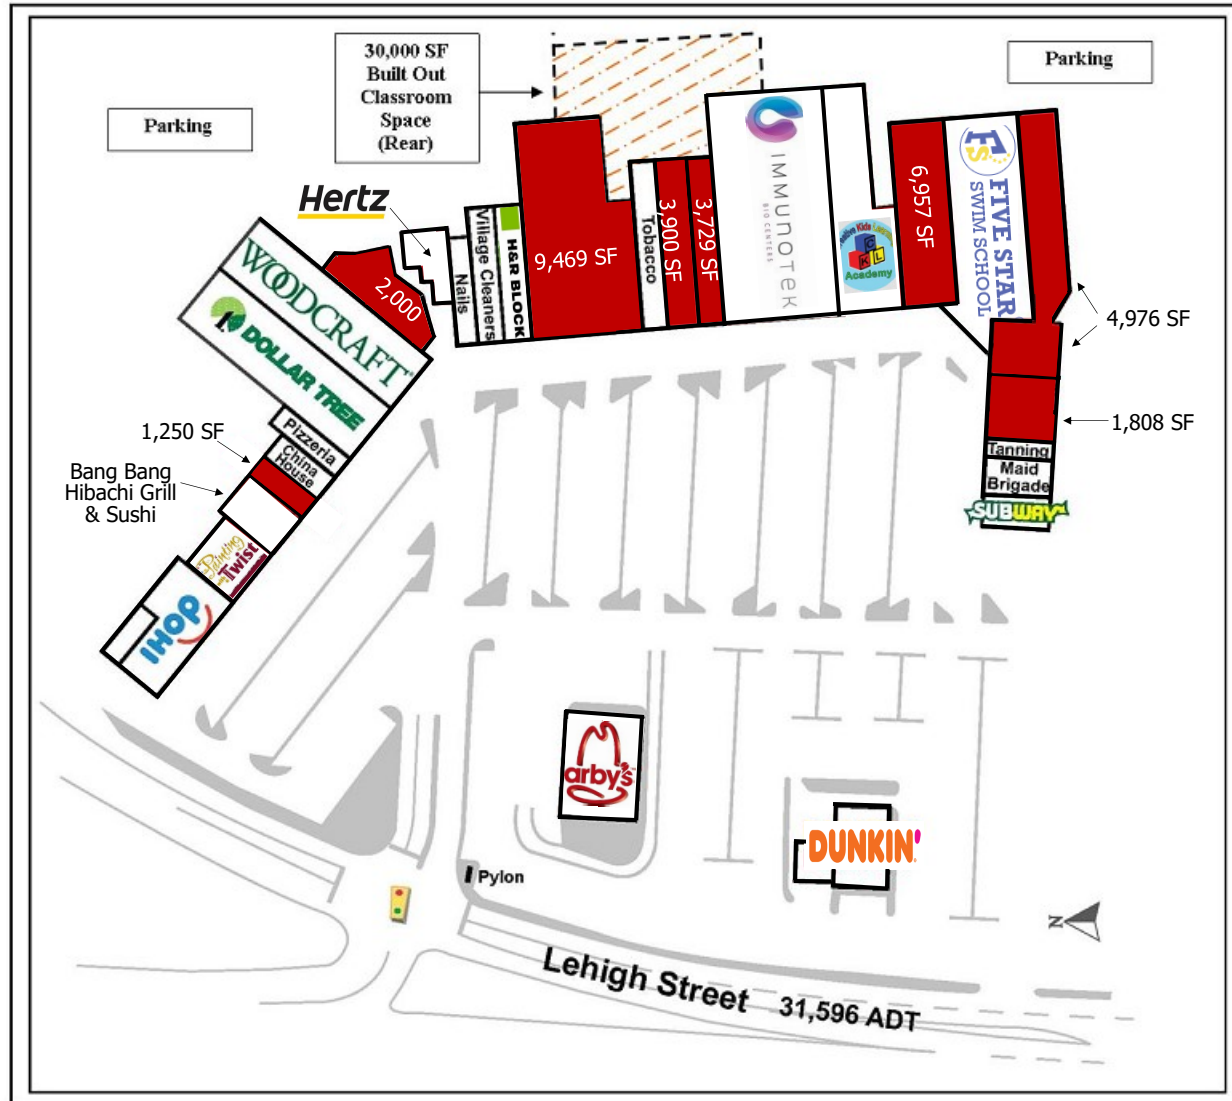 30,000 SF
Built Out
Classroom
Space
(Rear)
Parking
Parking
Hertz
WOODCRAFT
DOLLAR TREE
2,000
Nails
Village Cleaners
H&R BLOCK
9,469 SF
Tobacco
3,900 SF
3,729 SF
IMMUNOTEK
BIO CENTERS
CKL
Academy
6,957 SF
FS
FIVE STAR
SWIM SCHOOL
4,976 SF
1,808 SF
Tanning
Maid
Brigade
SUBWAY
Pizzeria
China
House
1,250 SF
Bang Bang
Hibachi Grill
& Sushi
Painting
Twist
IHOP
arby's
DUNKIN'
Pylon
N
Lehigh Street 31,596 ADT